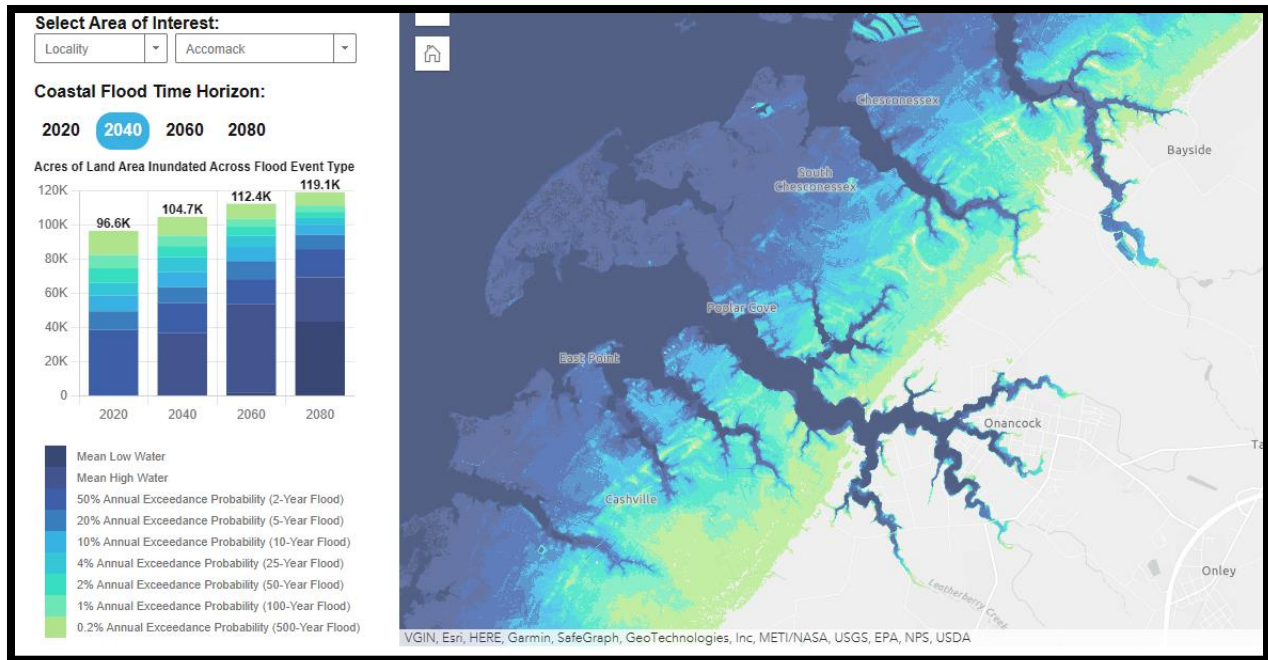 Select Area of Interest:
Locality
Accomack
Coastal Flood Time Horizon:
2020 2040 2060 2080
Acres of Land Area Inundated Across Flood Event Type
120K
100K
80K
60K
40K
20K
0
96.6K
104.7K
112.4K
119.1K
2020 2040 2060 2080
Mean Low Water
Mean High Water
50% Annual Exceedance Probability (2-Year Flood)
20% Annual Exceedance Probability (5-Year Flood)
10% Annual Exceedance Probability (10-Year Flood)
4% Annual Exceedance Probability (25-Year Flood)
2% Annual Exceedance Probability (50-Year Flood)
1% Annual Exceedance Probability (100-Year Flood)
0.2% Annual Exceedance Probability (500-Year Flood)
Chesconessex
Bayside
South
Chesconessex
Poplar Cove
East Point
Onancock
Ta
Cashville
Onley
Leatherberry Creek
VGIN, Esri, HERE, Garmin, SafeGraph, GeoTechnologies, Inc, METI/NASA, USGS, EPA, NPS, USDA